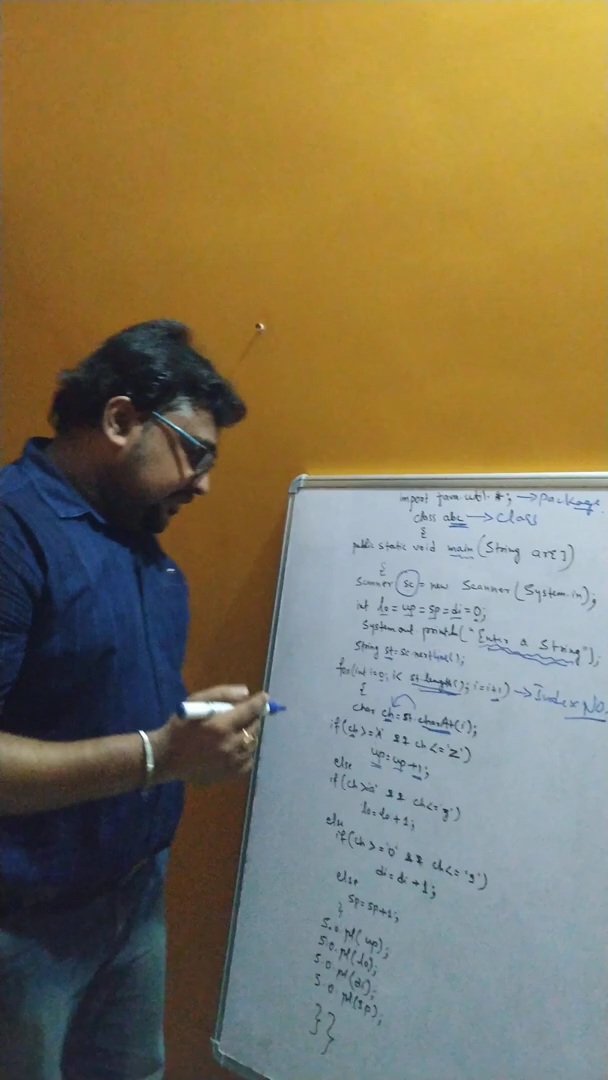 import java.util.*; → package
class abc → class
{
public static void main(String ar[])
{
Scanner sc = new Scanner(System.in);
int lo=up=sp=di=0;
System.out.println("Enter a String");
String st=sc.nextLine();
for(int i=0; i< st.length(); i=i+1) → Index No.
{
char ch=st.charAt(i);
if(ch>='A' && ch<='Z')
up=up+1;
else
if(ch>'a' && ch<='z')
lo=lo+1;
else
if(ch>='0' && ch<='9')
di=di+1;
else
sp=sp+1;
}
S.o.pl(up);
S.o.pl(lo);
S.o.pl(di);
S.o.pl(sp);
}}